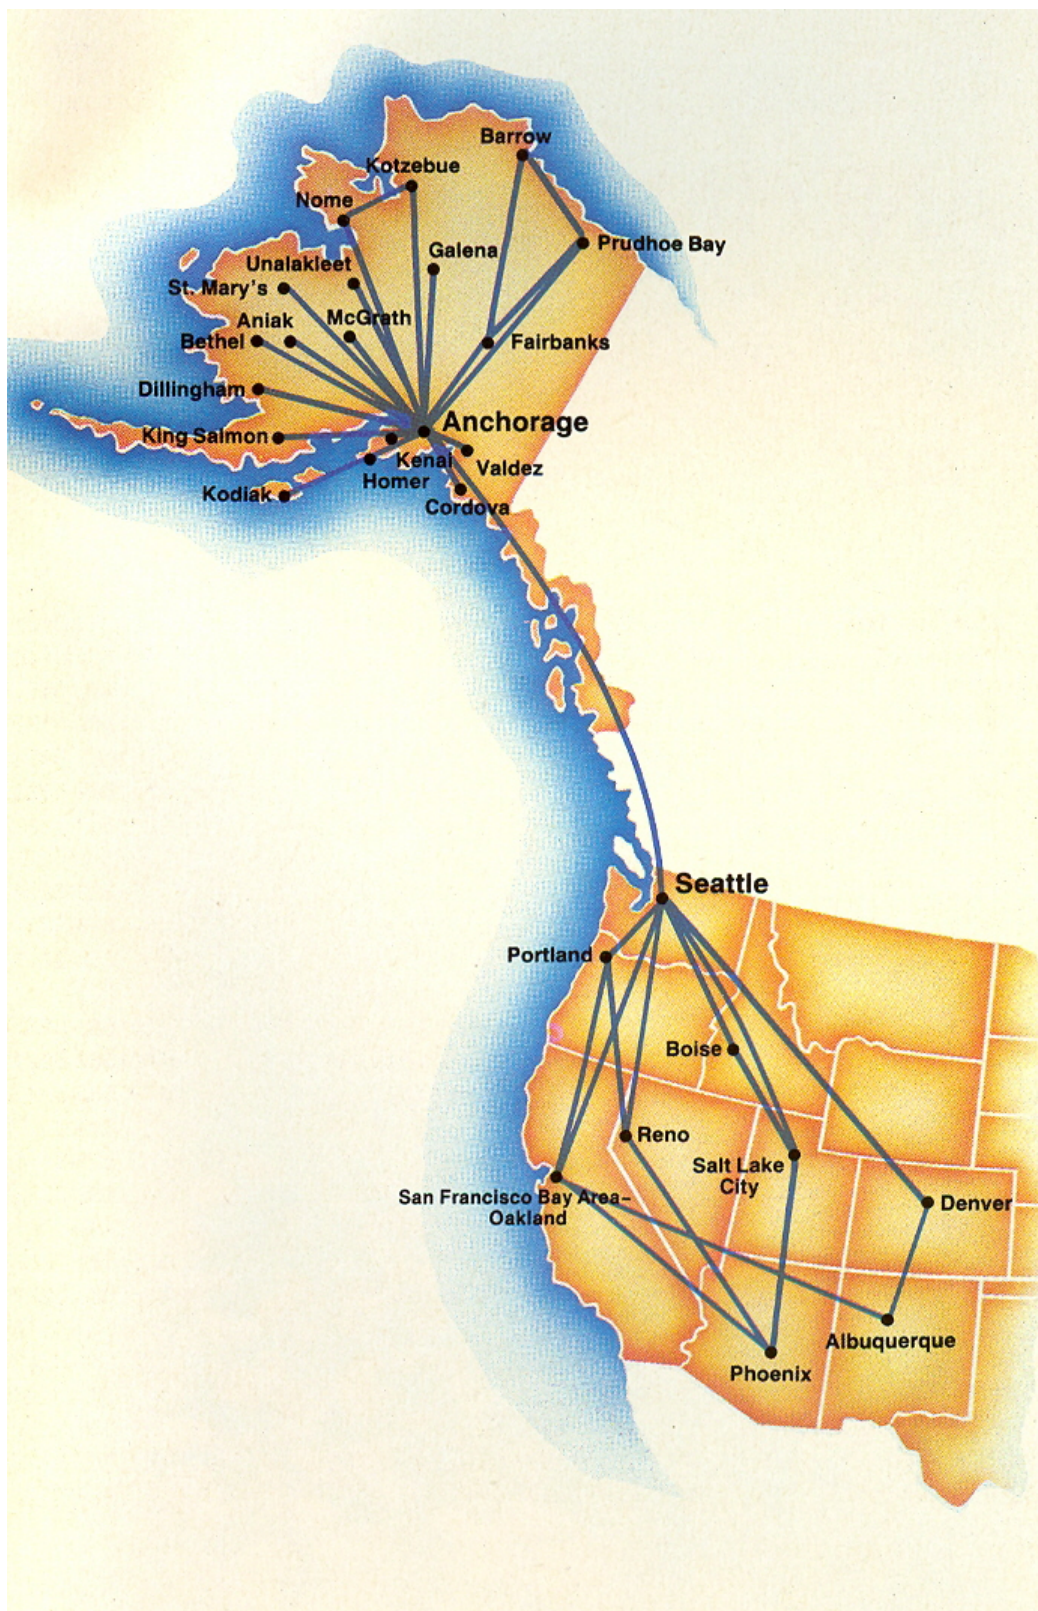 Barrow
Kotzebue
Nome
Prudhoe Bay
Galena
Unalakleet
St. Mary's
McGrath
Aniak
Bethel
Fairbanks
Dillingham
Anchorage
King Salmon
Kenai
Valdez
Homer
Kodiak
Cordova
Seattle
Portland
Boise
Reno
Salt Lake
City
San Francisco Bay Area–
Oakland
Denver
Albuquerque
Phoenix